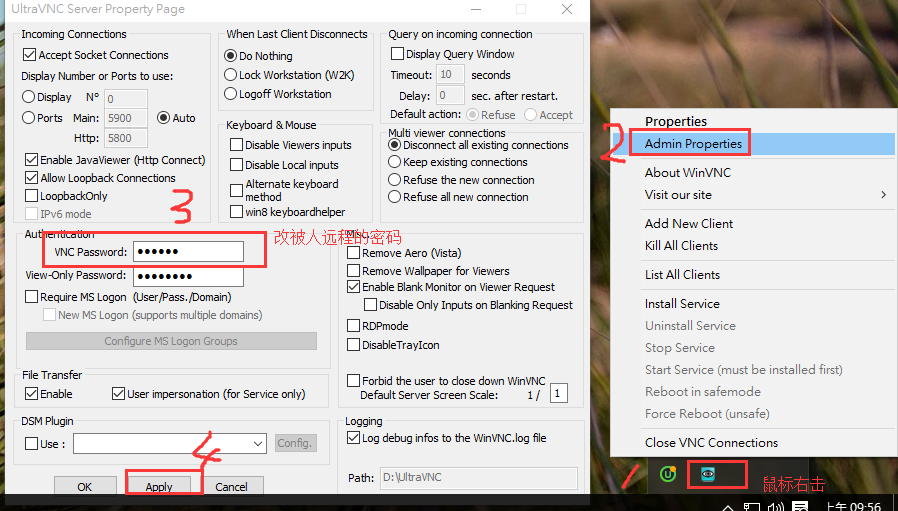 UltraVNC Server Property Page
Incoming Connections
Accept Socket Connections
Display Number or Ports to use:
Display N° 0
Ports Main: 5900 Auto
Http: 5800
Enable JavaViewer (Http Connect)
Allow Loopback Connections
LoopbackOnly
IPv6 mode
When Last Client Disconnects
Do Nothing
Lock Workstation (W2K)
Logoff Workstation
Keyboard & Mouse
Disable Viewers inputs
Disable Local inputs
Alternate keyboard
method
win8 keyboardhelper
Query on incoming connection
Display Query Window
Timeout: 10 seconds
Delay: 0 sec. after restart.
Default action: Refuse Accept
Multi viewer connections
Disconnect all existing connections
Keep existing connections
Refuse the new connection
Refuse all new connection
3
Authentication
VNC Password: ••••••
改被人远程的密码
View-Only Password: ••••••••
Require MS Logon (User/Pass./Domain)
New MS Logon (supports multiple domains)
Configure MS Logon Groups
Misc.
Remove Aero (Vista)
Remove Wallpaper for Viewers
Enable Blank Monitor on Viewer Request
Disable Only Inputs on Blanking Request
RDPmode
DisableTrayIcon
Forbid the user to close down WinVNC
Default Server Screen Scale: 1 / 1
File Transfer
Enable
User impersonation (for Service only)
DSM Plugin
Use :
Config.
Logging
Log debug infos to the WinVNC.log file
Path: D:\UltraVNC
4
OK
Apply
Cancel
Properties
2
Admin Properties
About WinVNC
Visit our site
Add New Client
Kill All Clients
List All Clients
Install Service
Uninstall Service
Stop Service
Start Service (must be installed first)
Reboot in safemode
Force Reboot (unsafe)
Close VNC Connections
1
鼠标右击
上午 09:56